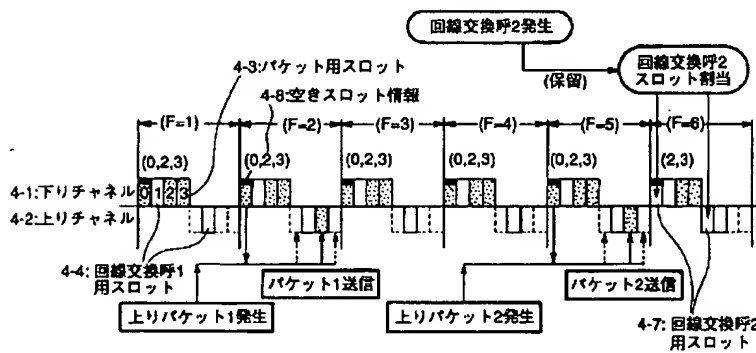 回線交換呼2発生
4-3:パケット用スロット
(保留)
回線交換呼2
スロット割当
4-8:空きスロット情報
(F=1) (F=2) (F=3) (F=4) (F=5) (F=6)
(0,2,3) (0,2,3) (0,2,3) (0,2,3) (0,2,3) (2,3)
4-1:下りチャネル
0 1 2 3
4-2:上りチャネル
4-4: 回線交換呼1
用スロット
パケット1送信
パケット2送信
上りパケット1発生
上りパケット2発生
4-7: 回線交換呼2
用スロット